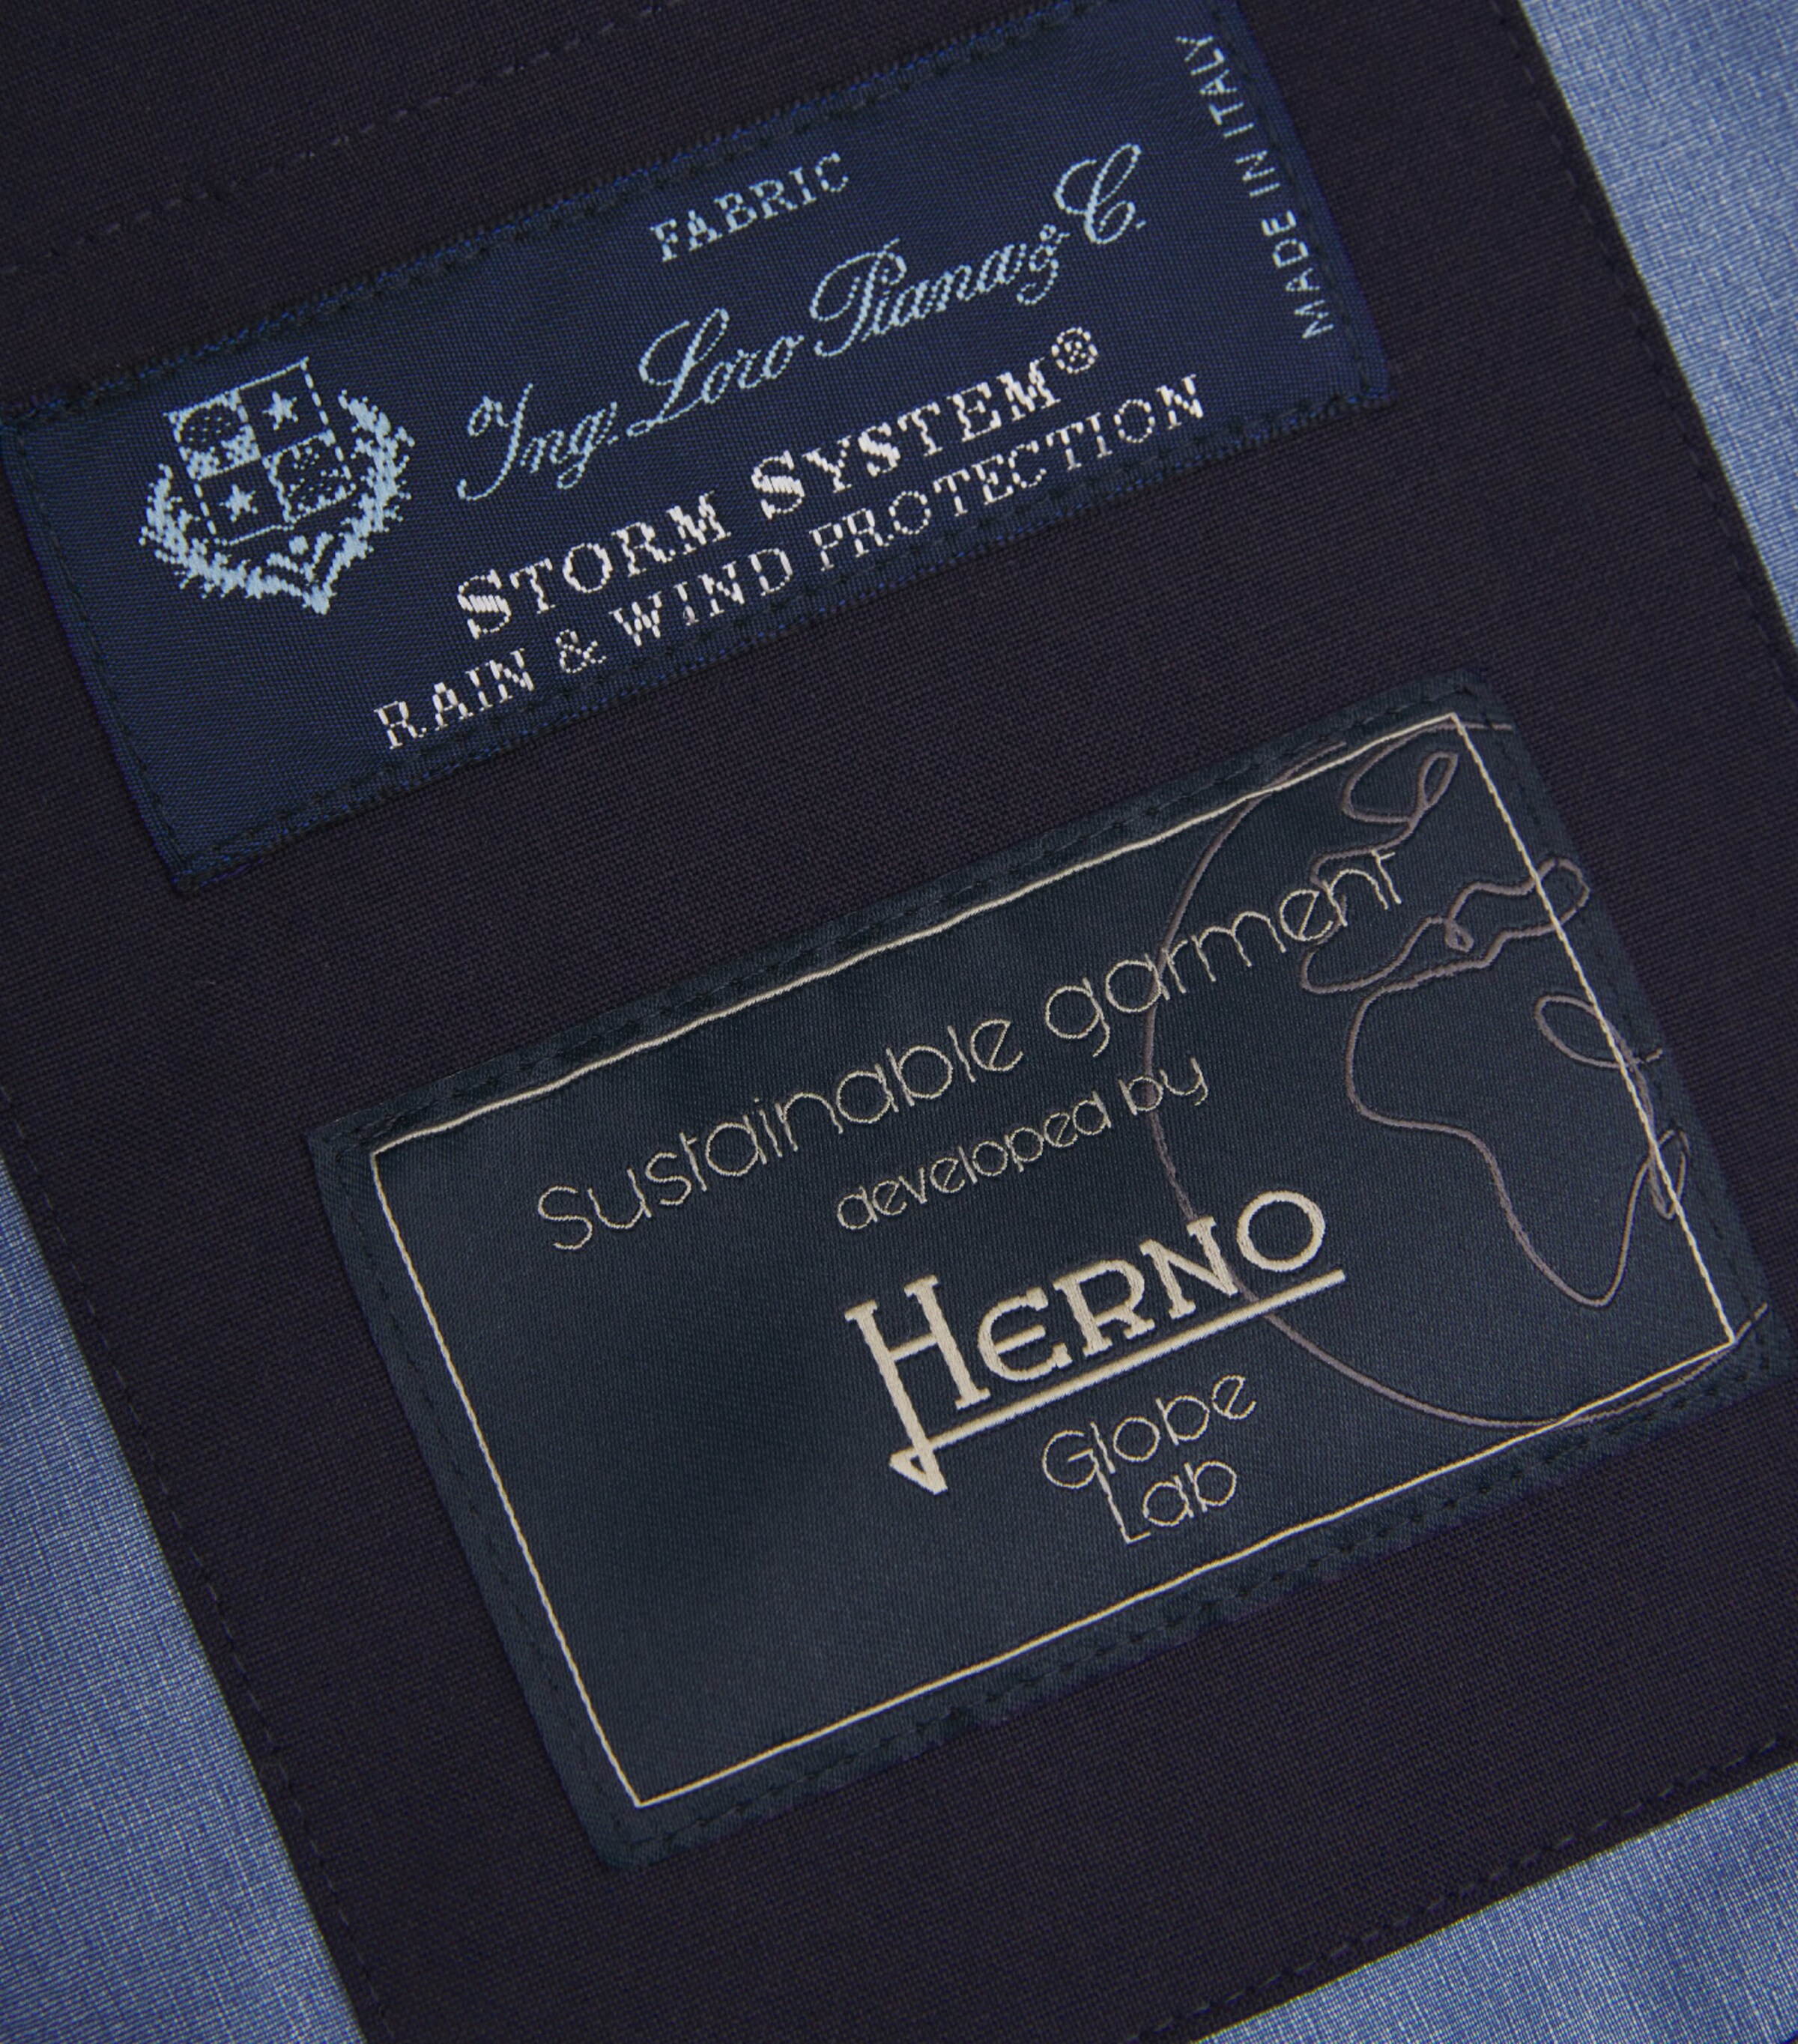 FABRIC
Ing. Loro Piana & C.
STORM SYSTEM®
RAIN & WIND PROTECTION
MADE IN ITALY
Sustainable garment
developed by
HERNO
Globe
Lab